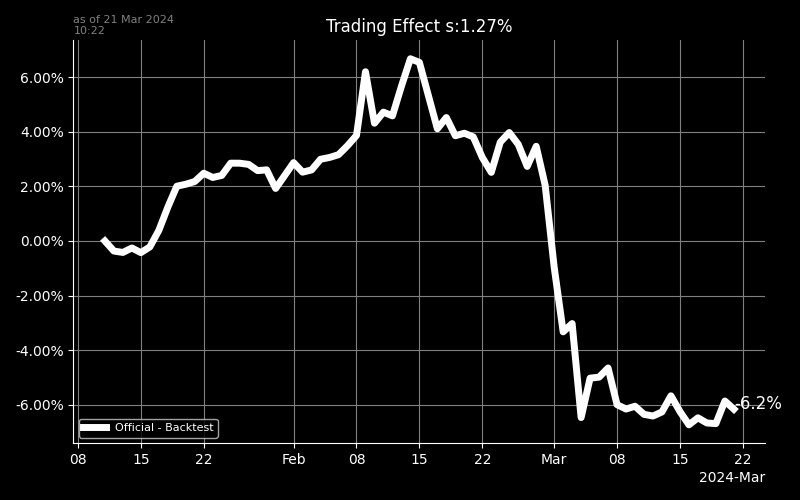 as of 21 Mar 2024
10:22
Trading Effect s:1.27%
6.00%
4.00%
2.00%
0.00%
-2.00%
-4.00%
-6.00%
-6.2%
Official - Backtest
08 15 22 Feb 08 15 22 Mar 08 15 22
2024-Mar